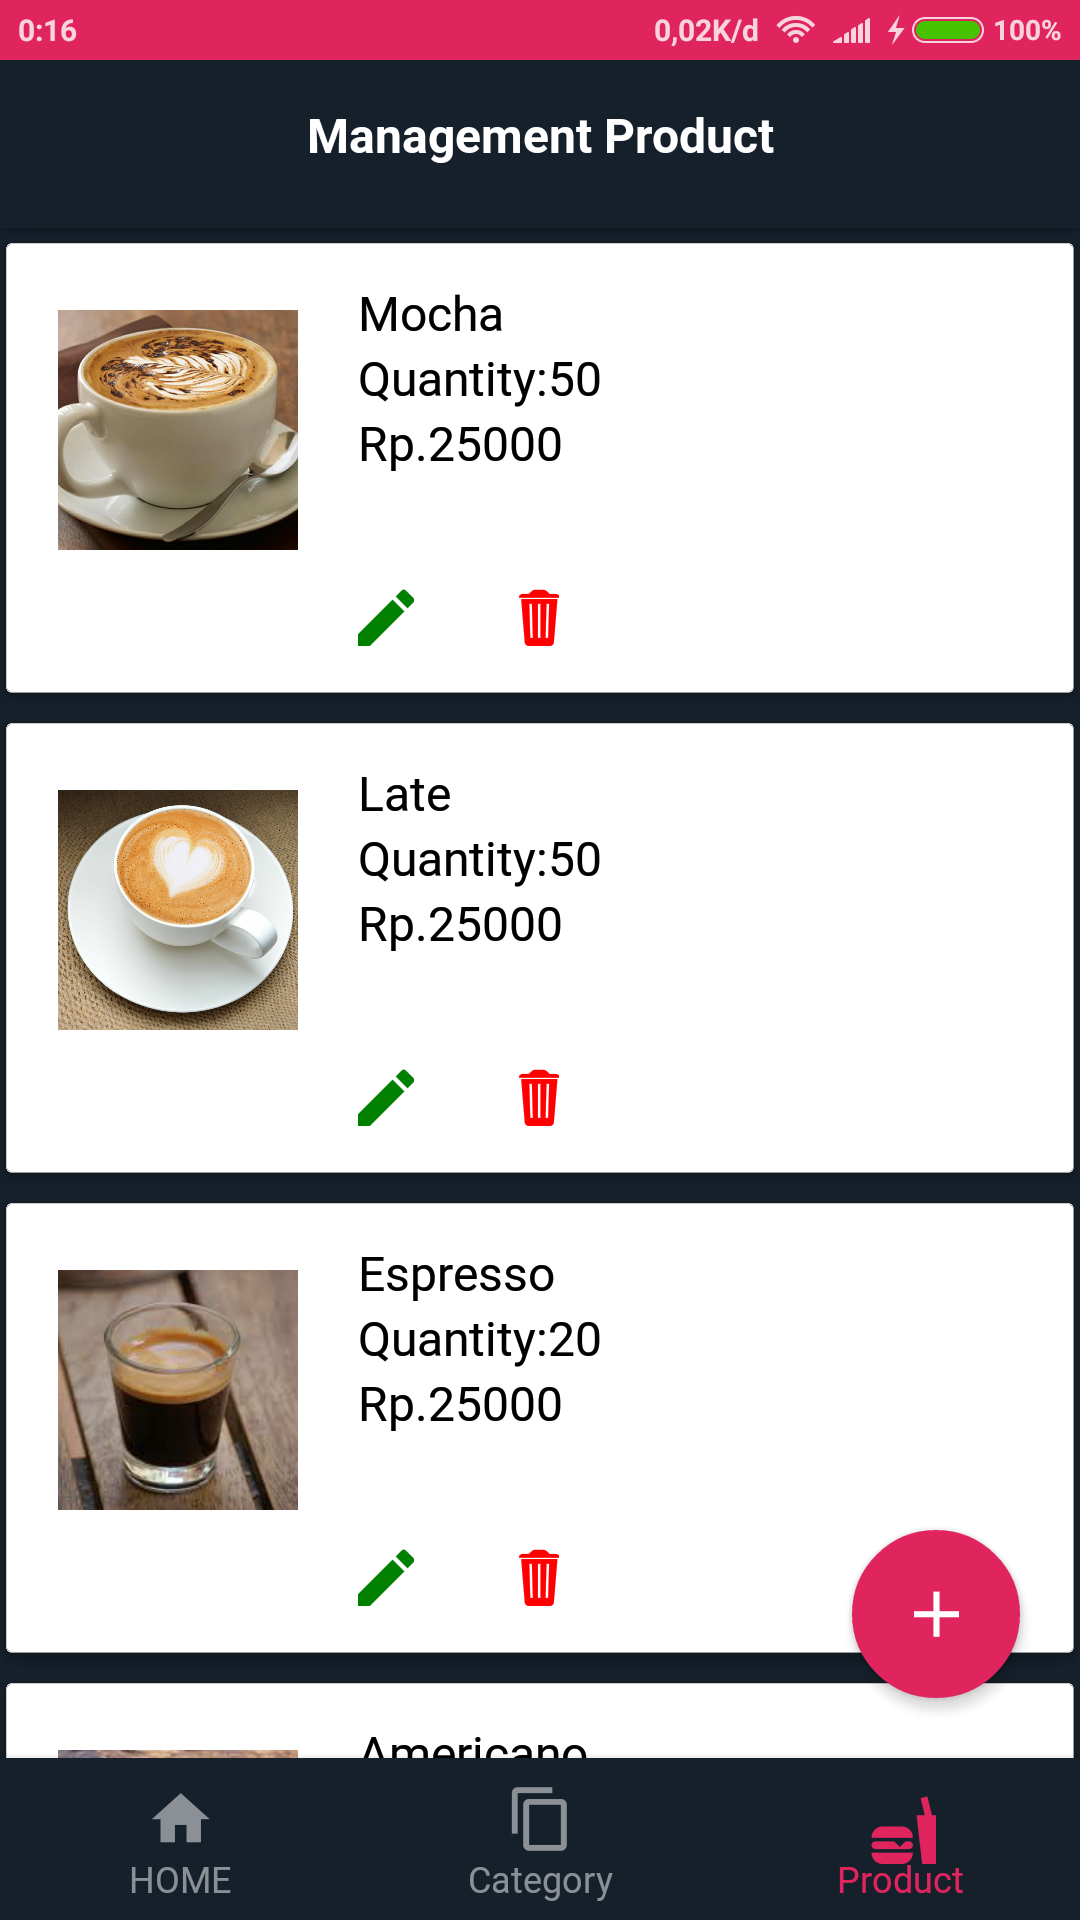 0:16 0,02K/d 100%
Management Product
Mocha
Quantity:50
Rp.25000
Late
Quantity:50
Rp.25000
Espresso
Quantity:20
Rp.25000
Americano
HOME Category Product